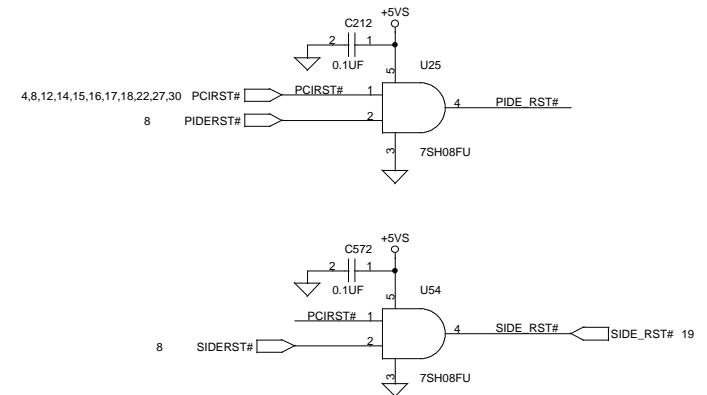 +5VS
C212
2 1
0.1UF
5
U25
4,8,12,14,15,16,17,18,22,27,30 PCIRST# PCIRST# 1
4 PIDE_RST#
8 PIDERST# 2
3
7SH08FU
+5VS
C572
2 1
0.1UF
5
U54
PCIRST# 1
4 SIDE_RST# SIDE_RST# 19
8 SIDERST# 2
3
7SH08FU